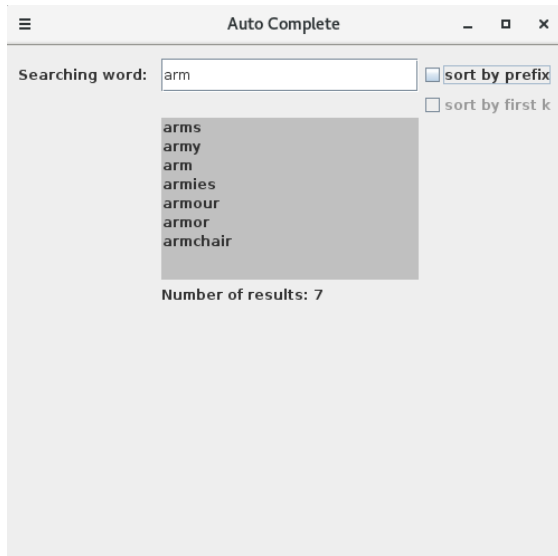 Auto Complete
Searching word: arm sort by prefix
sort by first k
arms
army
arm
armies
armour
armor
armchair
Number of results: 7